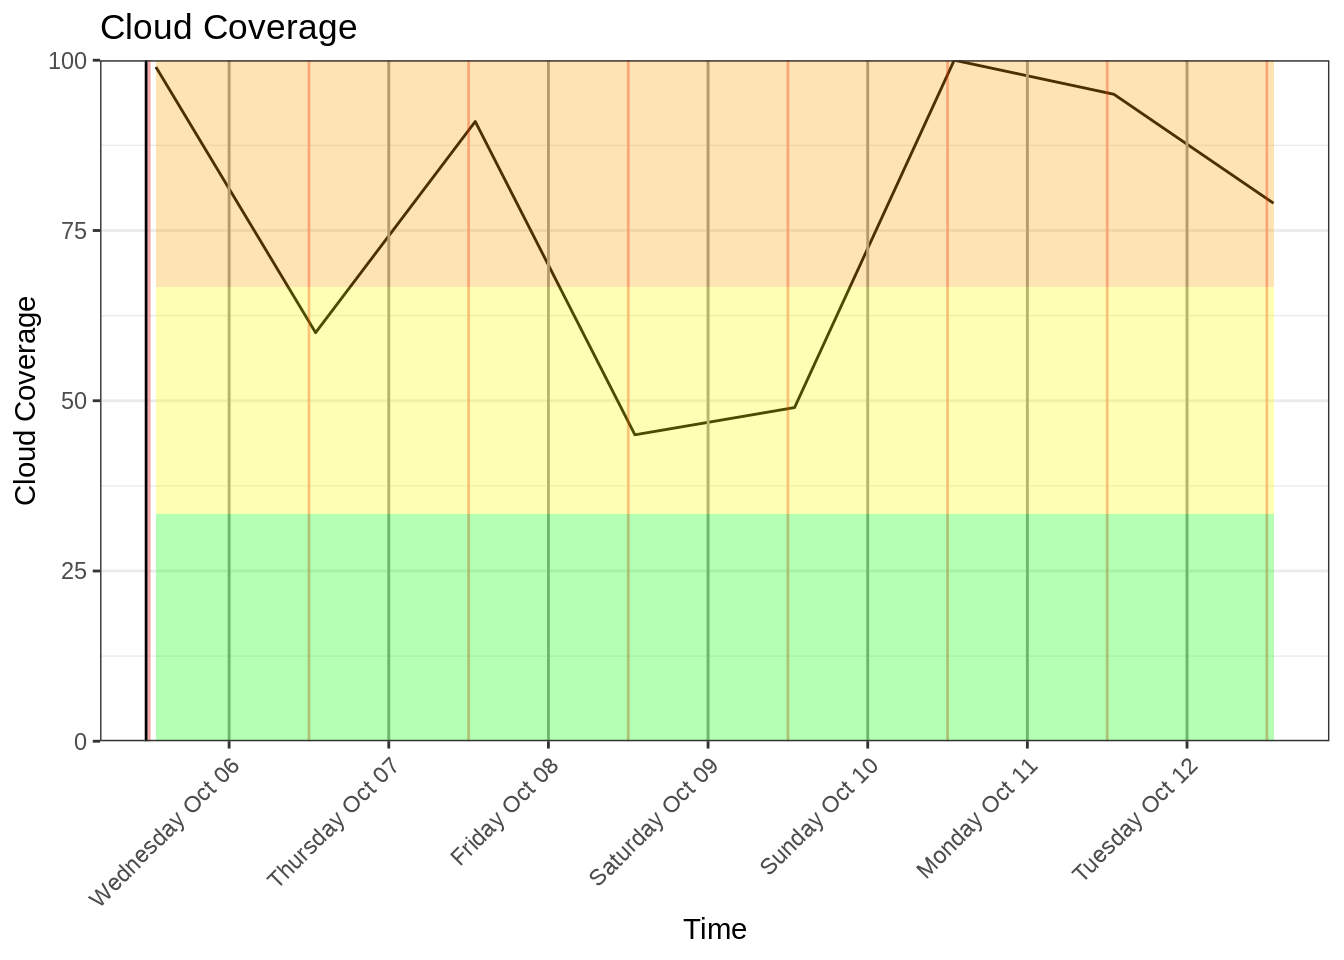 Cloud Coverage
Cloud Coverage
100
75
50
25
0
Wednesday Oct 06
Thursday Oct 07
Friday Oct 08
Saturday Oct 09
Sunday Oct 10
Monday Oct 11
Tuesday Oct 12
Time